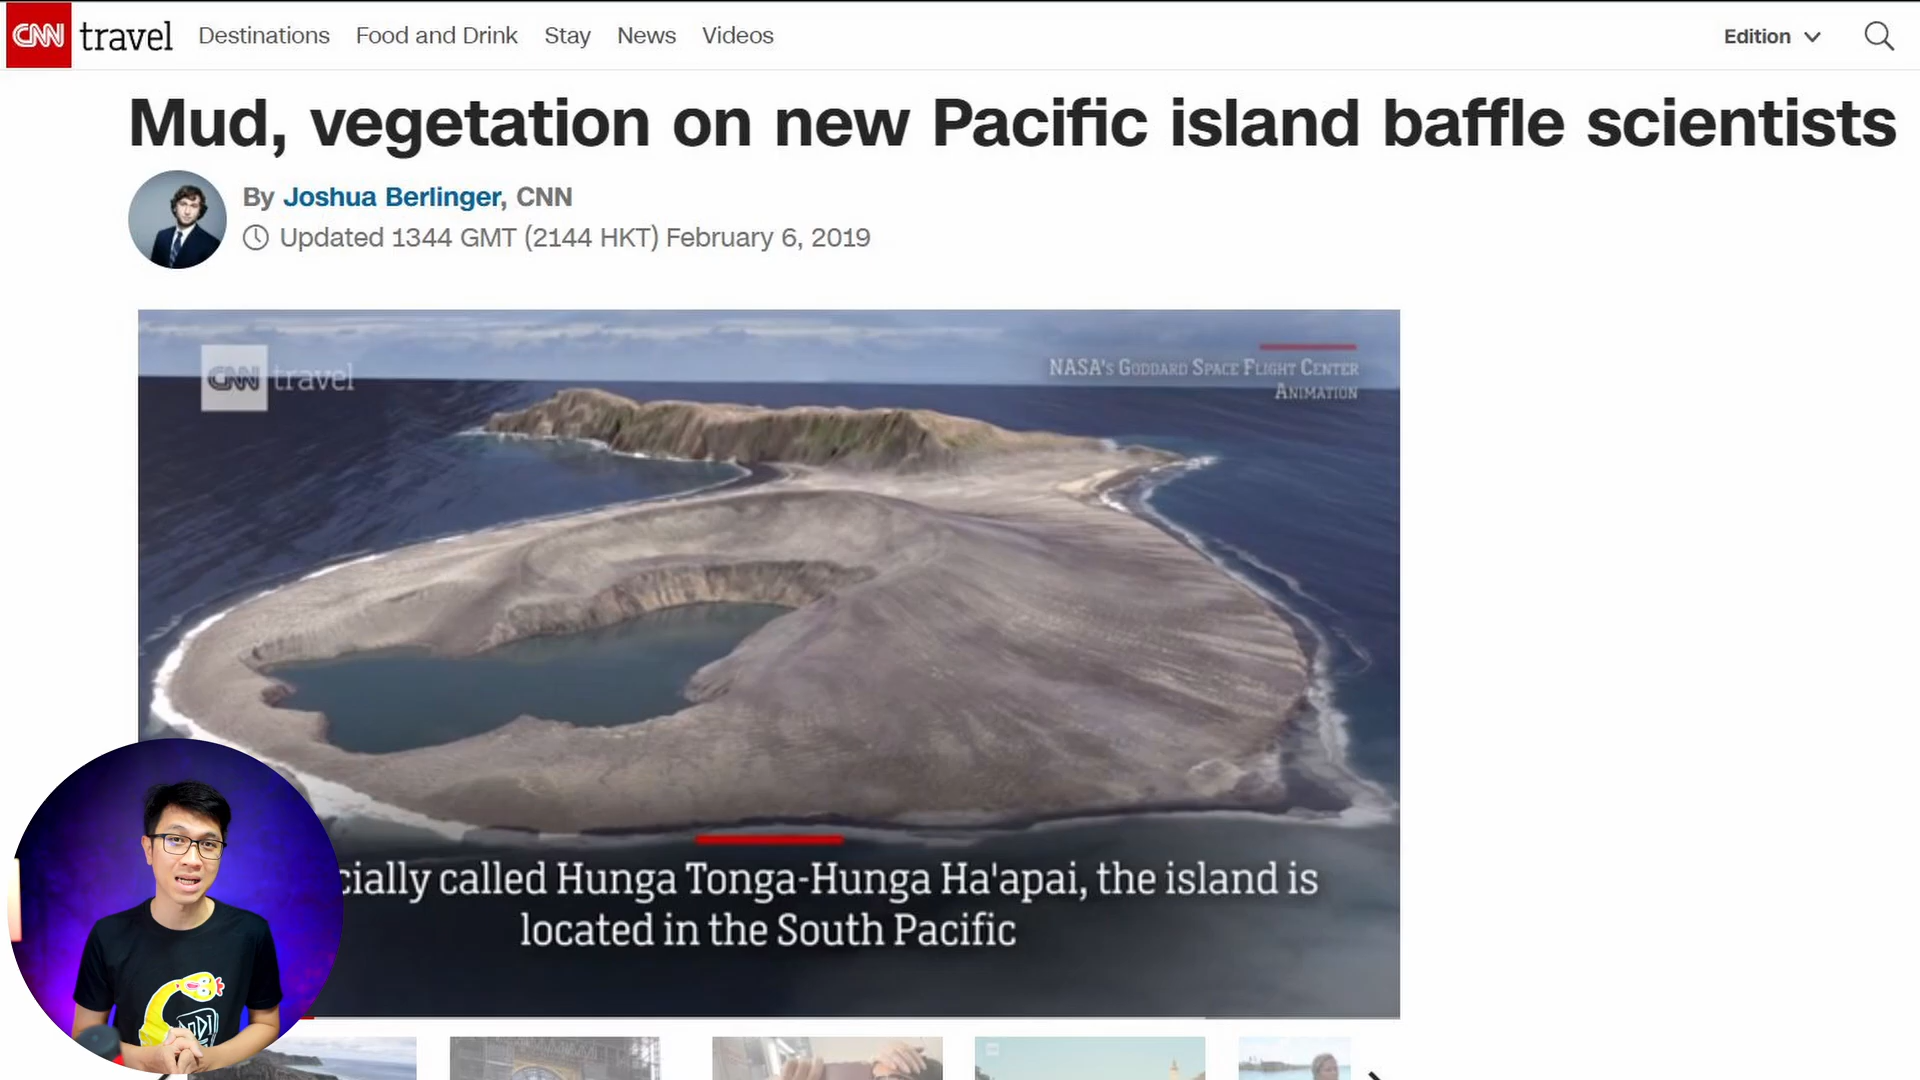 CNN travel Destinations Food and Drink Stay News Videos Edition
Mud, vegetation on new Pacific island baffle scientists
By Joshua Berlinger, CNN
Updated 1344 GMT (2144 HKT) February 6, 2019
CNN travel
NASA's Goddard Space Flight Center
Animation
cially called Hunga Tonga-Hunga Ha'apai, the island is
located in the South Pacific